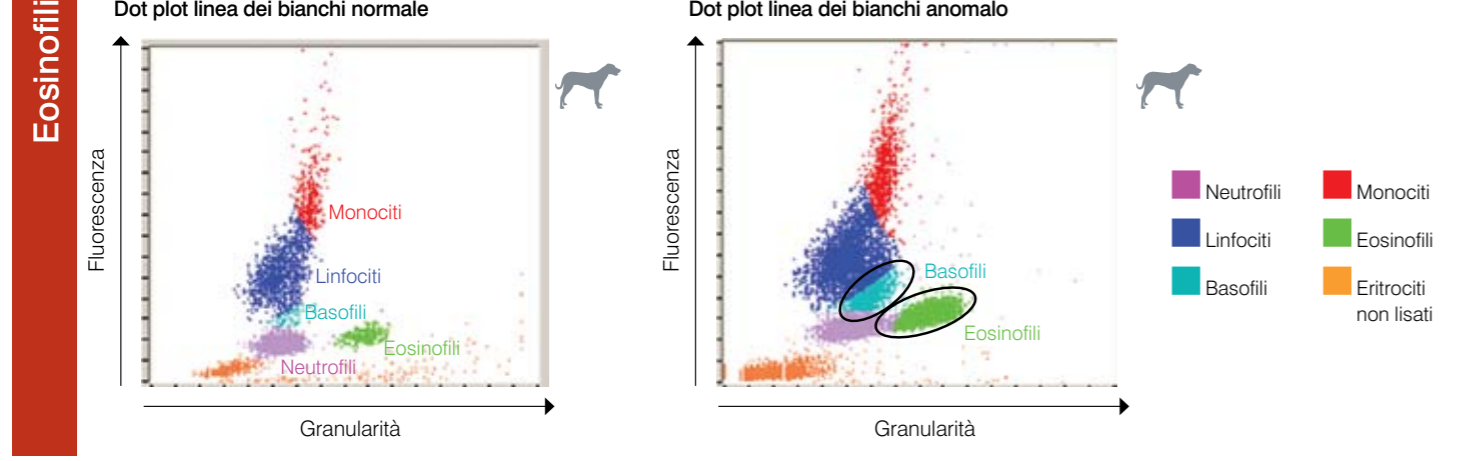 Eosinofili
Dot plot linea dei bianchi normale
Fluorescenza
Monociti
Linfociti
Basofili
Eosinofili
Neutrofili
Granularità
Dot plot linea dei bianchi anomalo
Fluorescenza
Basofili
Eosinofili
Granularità
Neutrofili
Monociti
Linfociti
Eosinofili
Basofili
Eritrociti
non lisati